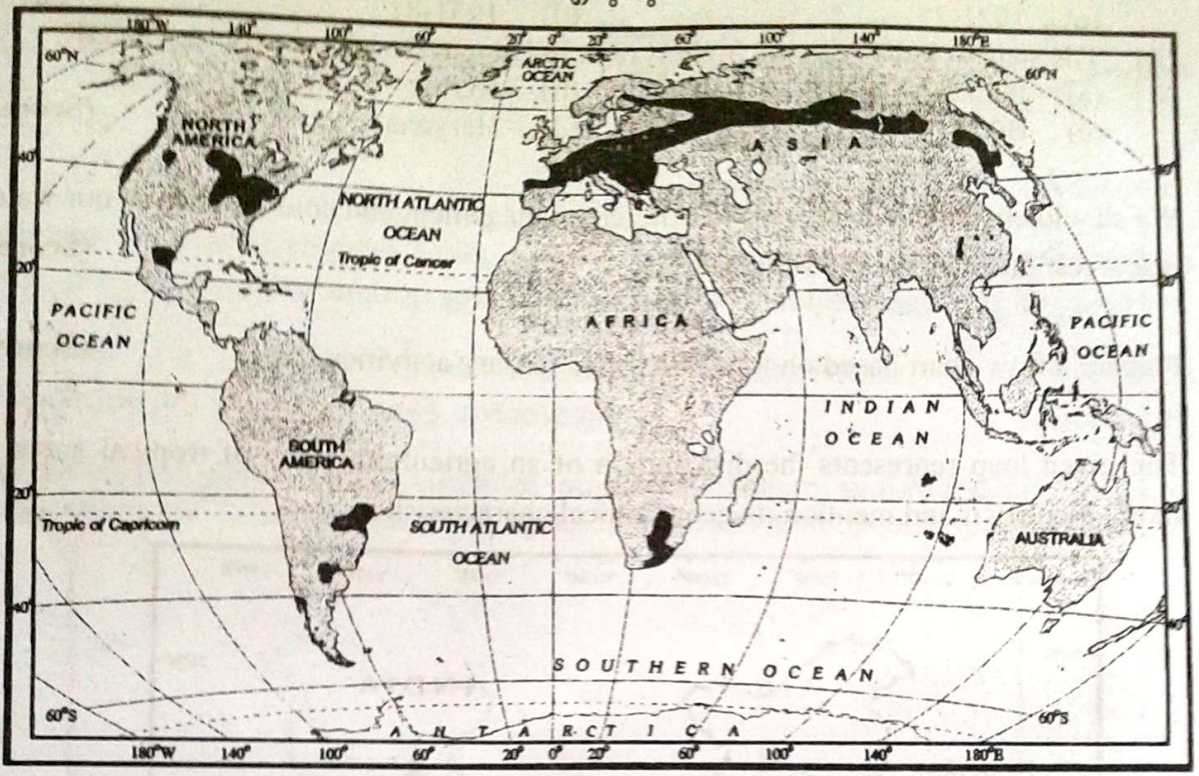 180°W 140° 100° 60° 20° 0° 20° 60° 100° 140° 180°E
60°N
ARCTIC
OCEAN
60°N
NORTH
AMERICA
40°
ASIA
NORTH ATLANTIC
OCEAN
Tropic of Cancer
20°
PACIFIC
OCEAN
AFRICA
PACIFIC
OCEAN
INDIAN
OCEAN
SOUTH
AMERICA
20°
Tropic of Capricorn
SOUTH ATLANTIC
OCEAN
AUSTRALIA
40°
40°
SOUTHERN OCEAN
60°S
60°S
ANTARCTICA
180°W 140° 100° 60° 20° 0° 20° 60° 100° 140° 180°E